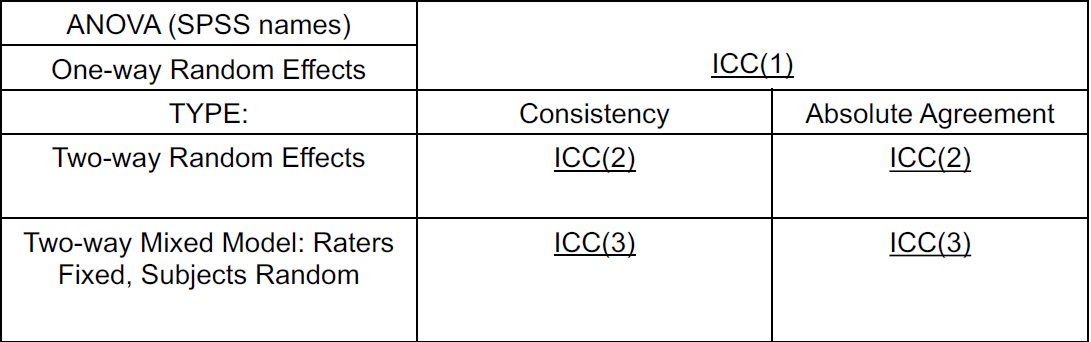 ANOVA (SPSS names)
One-way Random Effects
ICC(1)
TYPE:
Consistency
Absolute Agreement
Two-way Random Effects
ICC(2)
ICC(2)
Two-way Mixed Model: Raters
Fixed, Subjects Random
ICC(3)
ICC(3)